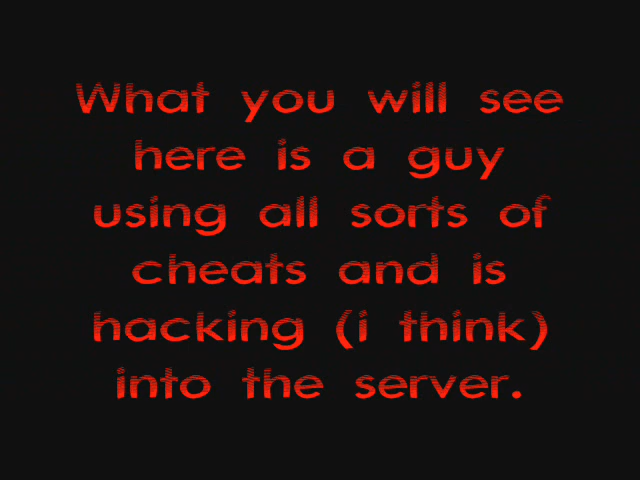 What you will see
here is a guy
using all sorts of
cheats and is
hacking (i think)
into the server.